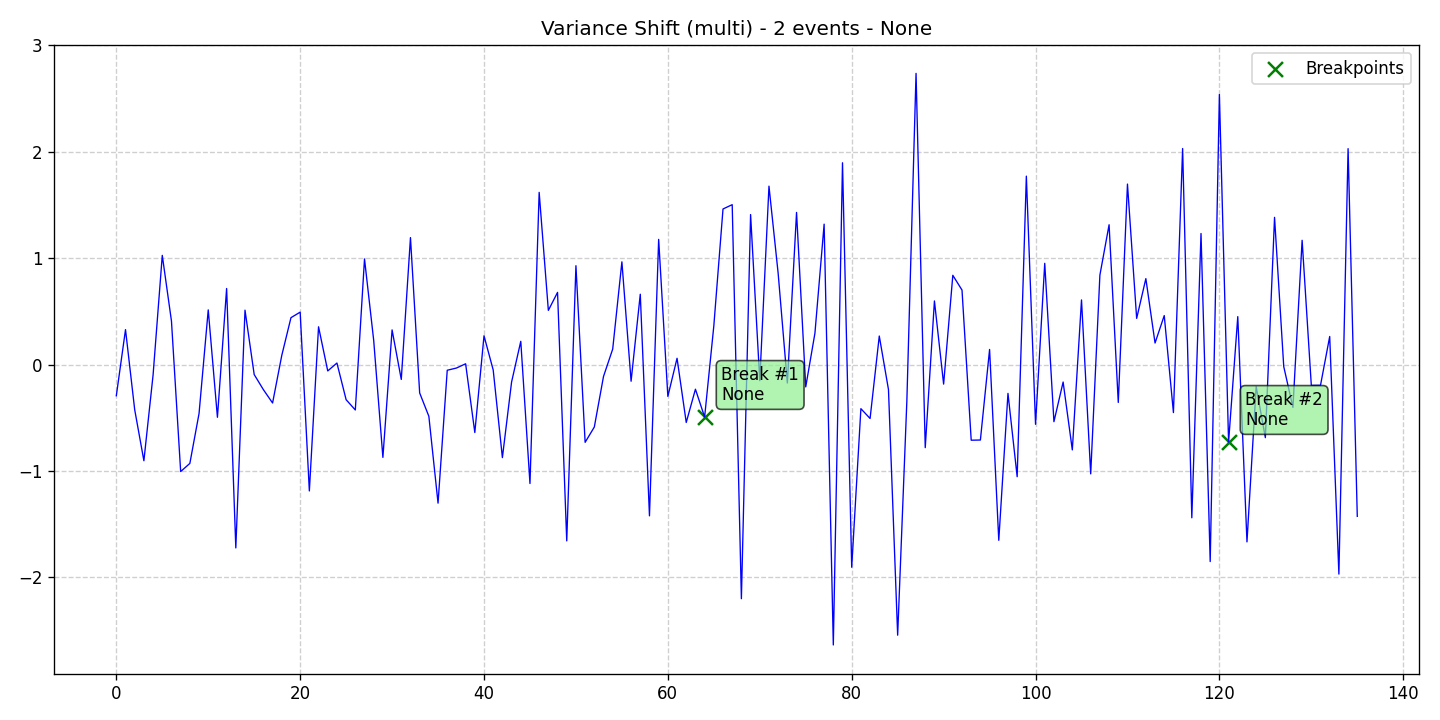 Variance Shift (multi) - 2 events - None
Breakpoints
3
2
1
0
−1
−2
Break #1
None
Break #2
None
0 20 40 60 80 100 120 140